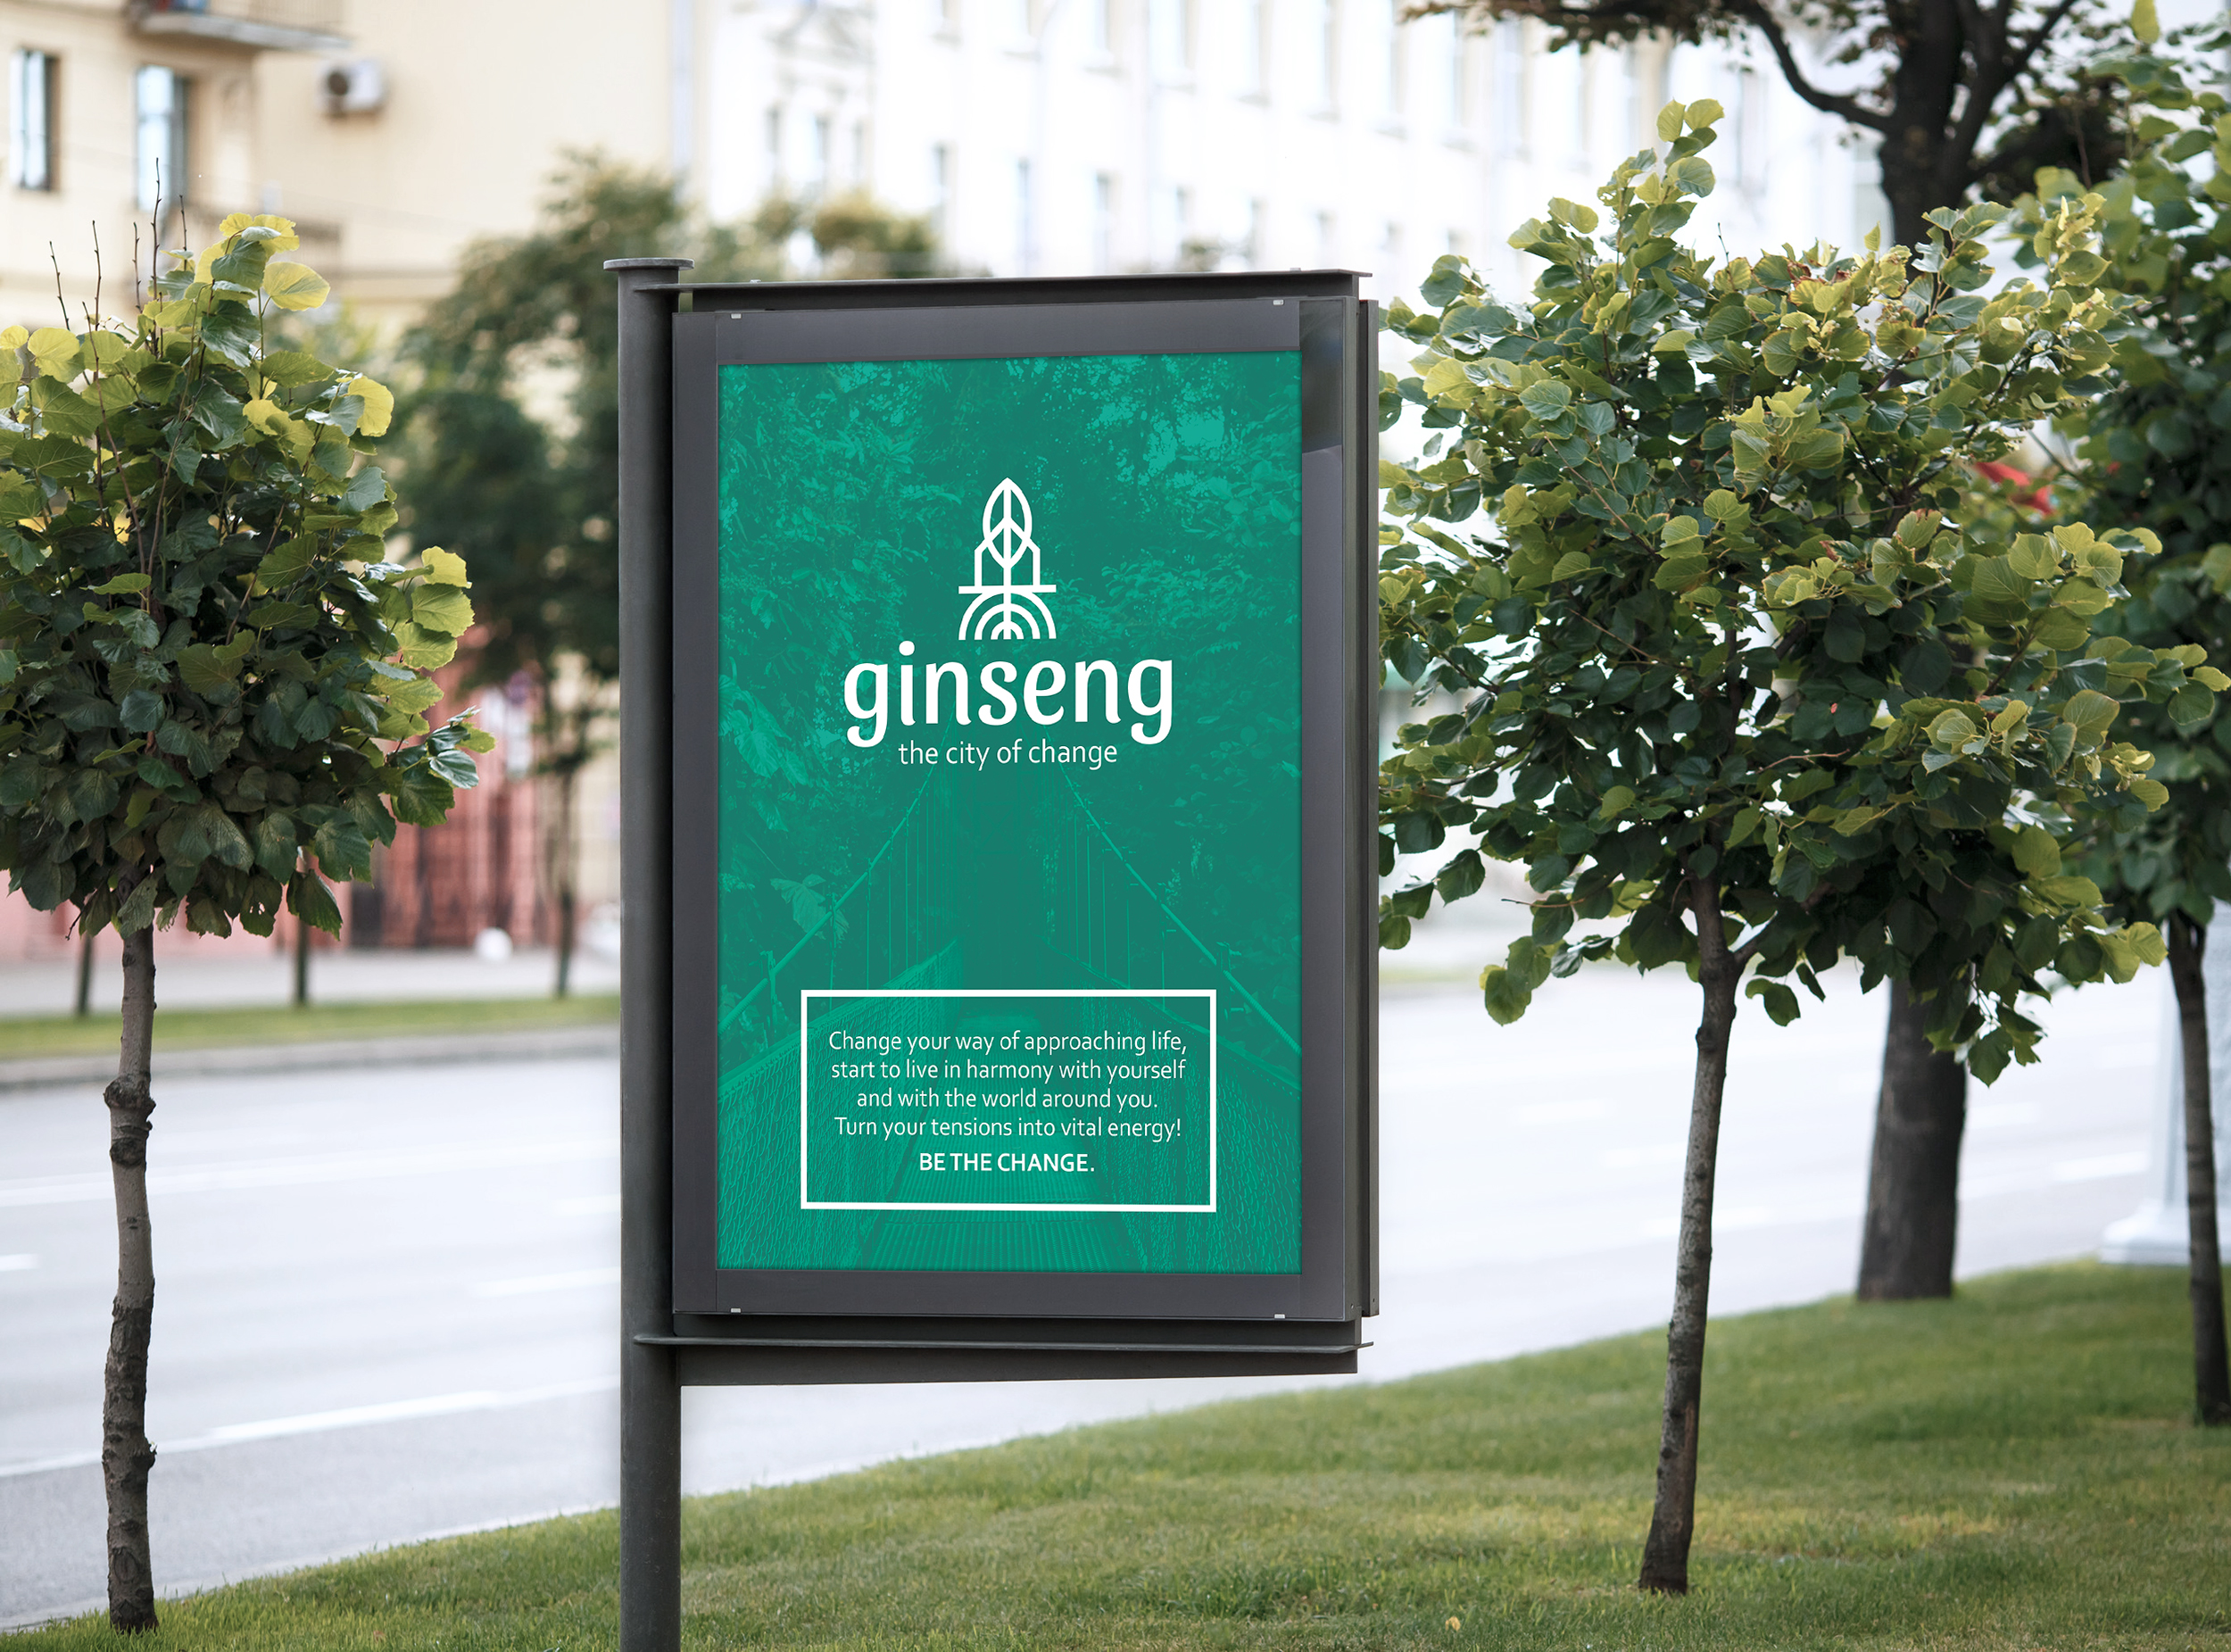 ginseng
the city of change
Change your way of approaching life,
start to live in harmony with yourself
and with the world around you.
Turn your tensions into vital energy!
BE THE CHANGE.